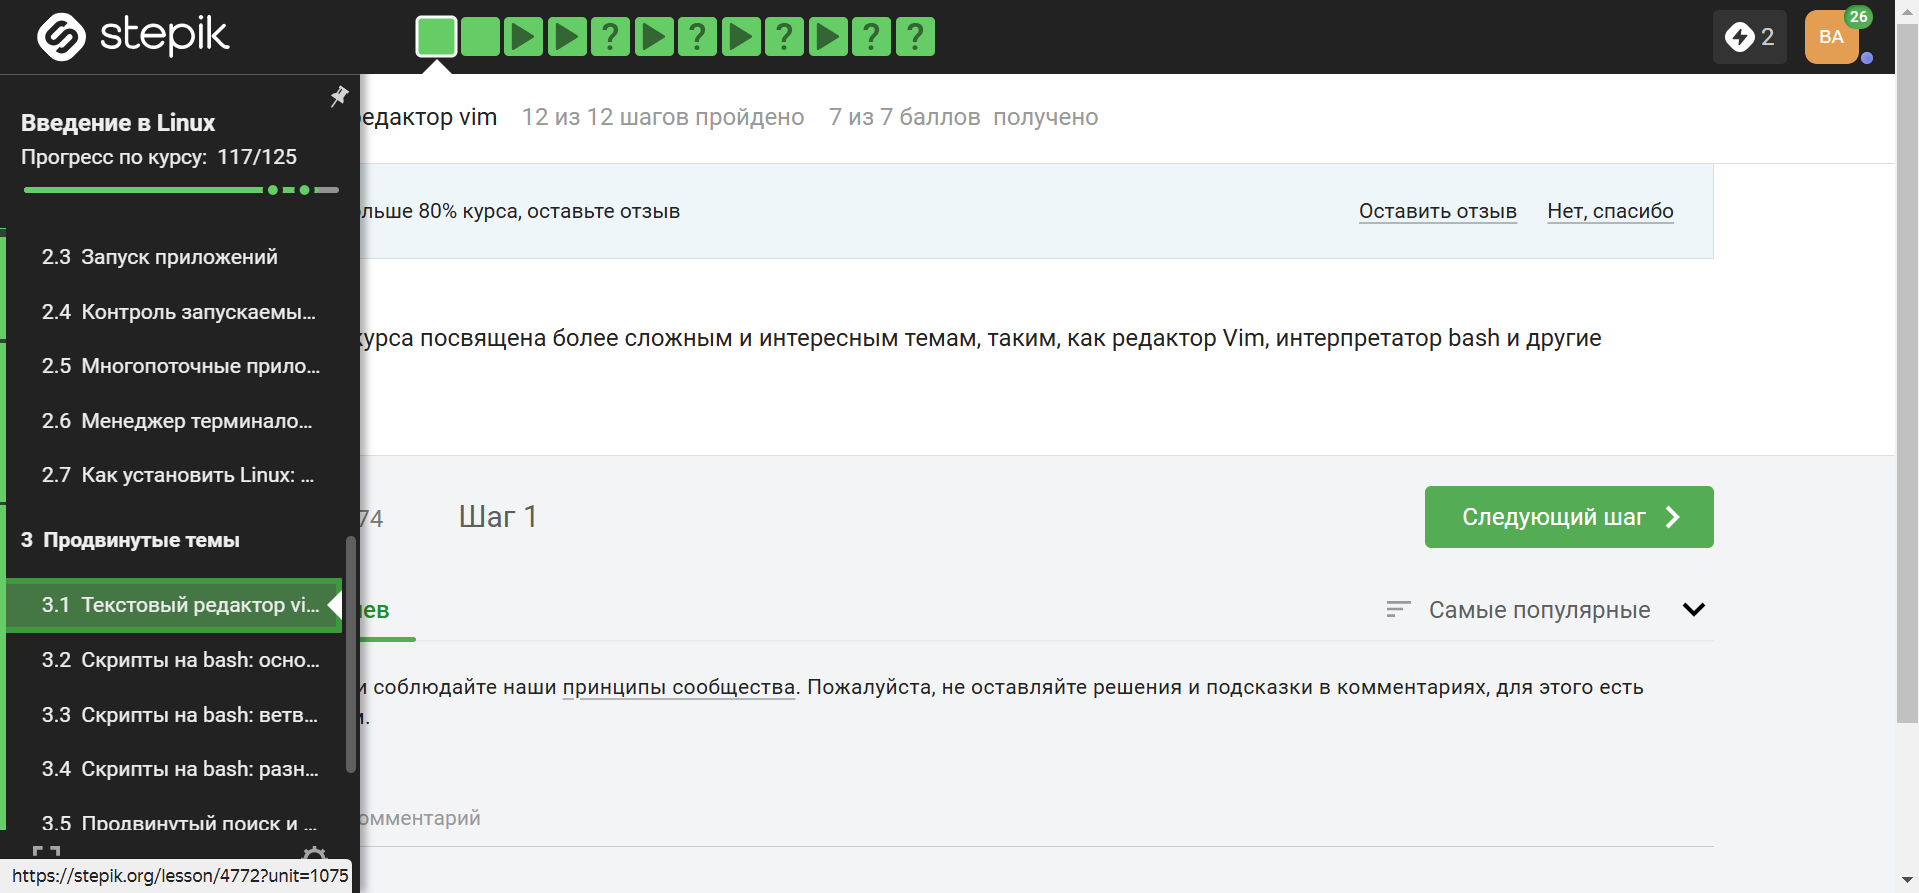 stepik
? ? ? ? ?
2
BA
26
Введение в Linux
Прогресс по курсу: 117/125
2.3 Запуск приложений
2.4 Контроль запускаемы...
2.5 Многопоточные прило...
2.6 Менеджер терминало...
2.7 Как установить Linux: ...
3 Продвинутые темы
3.1 Текстовый редактор vi...
3.2 Скрипты на bash: осно...
3.3 Скрипты на bash: ветв...
3.4 Скрипты на bash: разн...
3.5 Продвинутый поиск и ...
https://stepik.org/lesson/4772?unit=1075
едактор vim 12 из 12 шагов пройдено 7 из 7 баллов получено
льше 80% курса, оставьте отзыв
Оставить отзыв Нет, спасибо
курса посвящена более сложным и интересным темам, таким, как редактор Vim, интерпретатор bash и другие
74 Шаг 1
Следующий шаг
ев
Самые популярные
и соблюдайте наши принципы сообщества. Пожалуйста, не оставляйте решения и подсказки в комментариях, для этого есть
омментарий